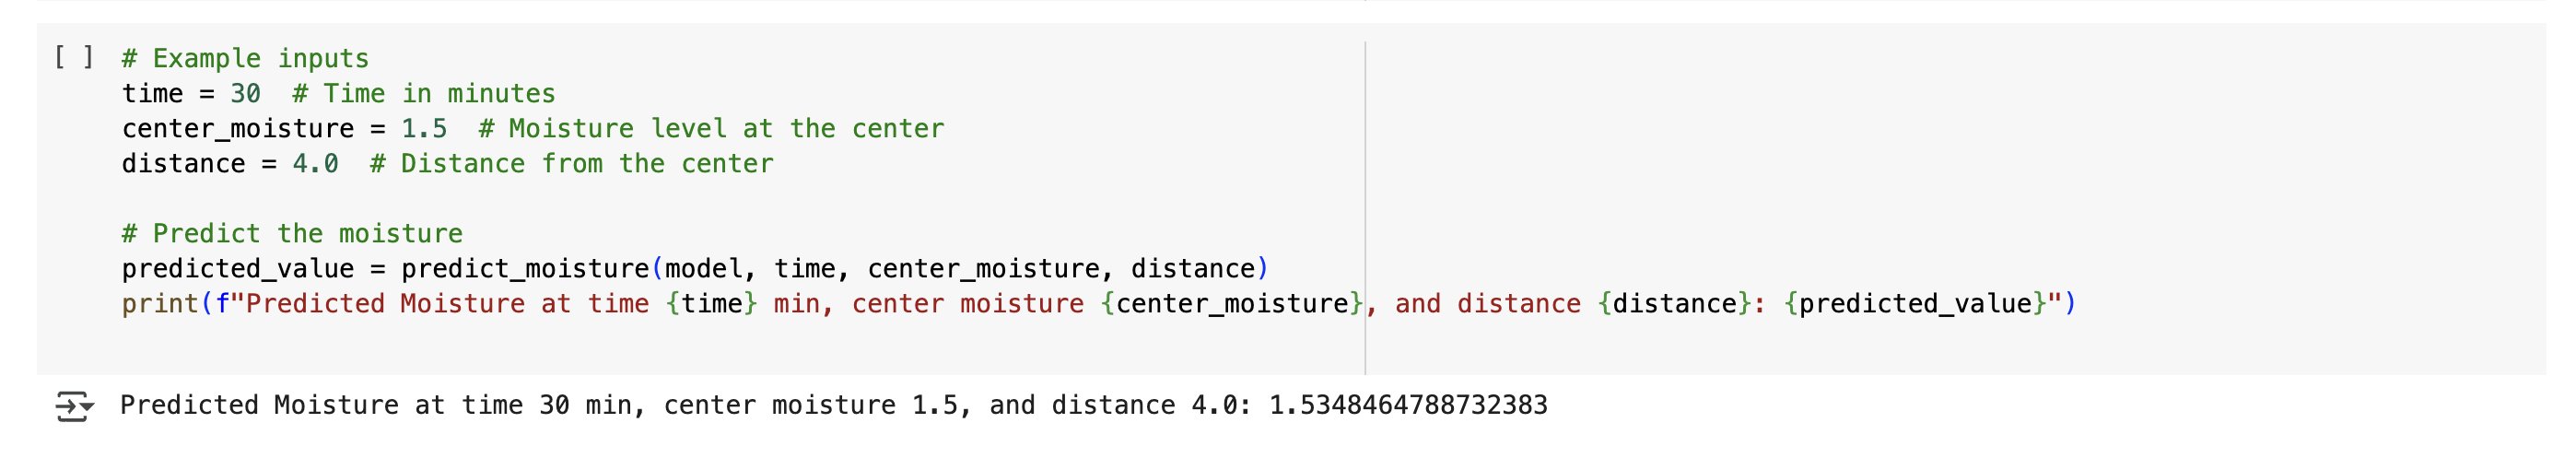 [ ] # Example inputs
time = 30  # Time in minutes
center_moisture = 1.5  # Moisture level at the center
distance = 4.0  # Distance from the center
# Predict the moisture
predicted_value = predict_moisture(model, time, center_moisture, distance)
print(f"Predicted Moisture at time {time} min, center moisture {center_moisture}, and distance {distance}: {predicted_value}")
Predicted Moisture at time 30 min, center moisture 1.5, and distance 4.0: 1.5348464788732383